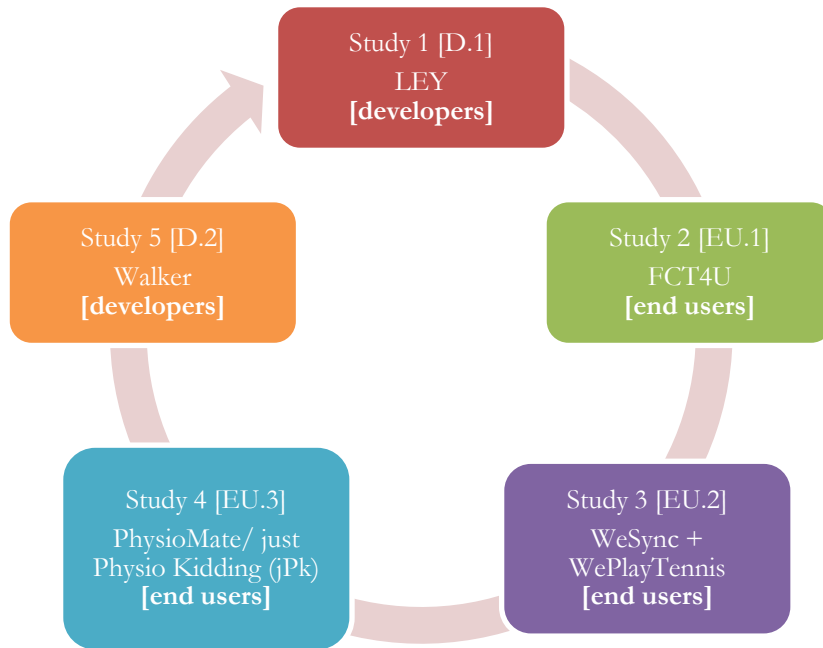 Study 1 [D.1]
LEY
[developers]
Study 2 [EU.1]
FCT4U
[end users]
Study 3 [EU.2]
WeSync +
WePlayTennis
[end users]
Study 4 [EU.3]
PhysioMate/ just
Physio Kidding (jPk)
[end users]
Study 5 [D.2]
Walker
[developers]